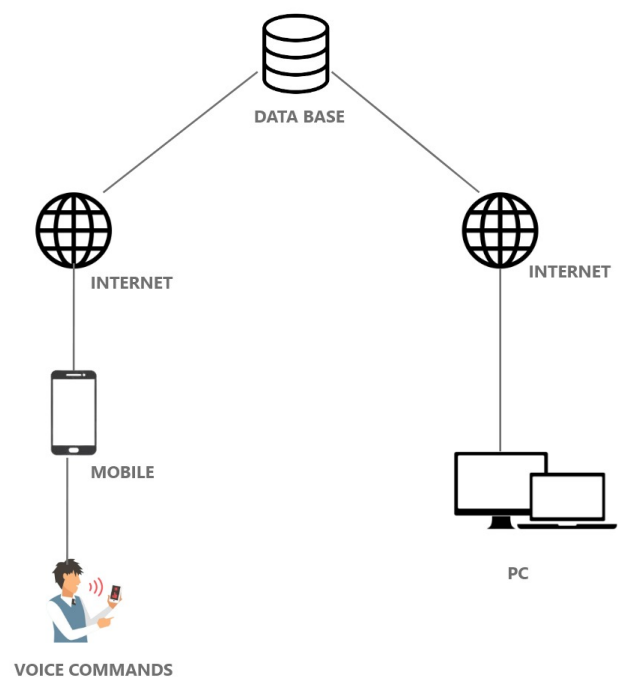 DATA BASE
INTERNET
INTERNET
MOBILE
PC
VOICE COMMANDS